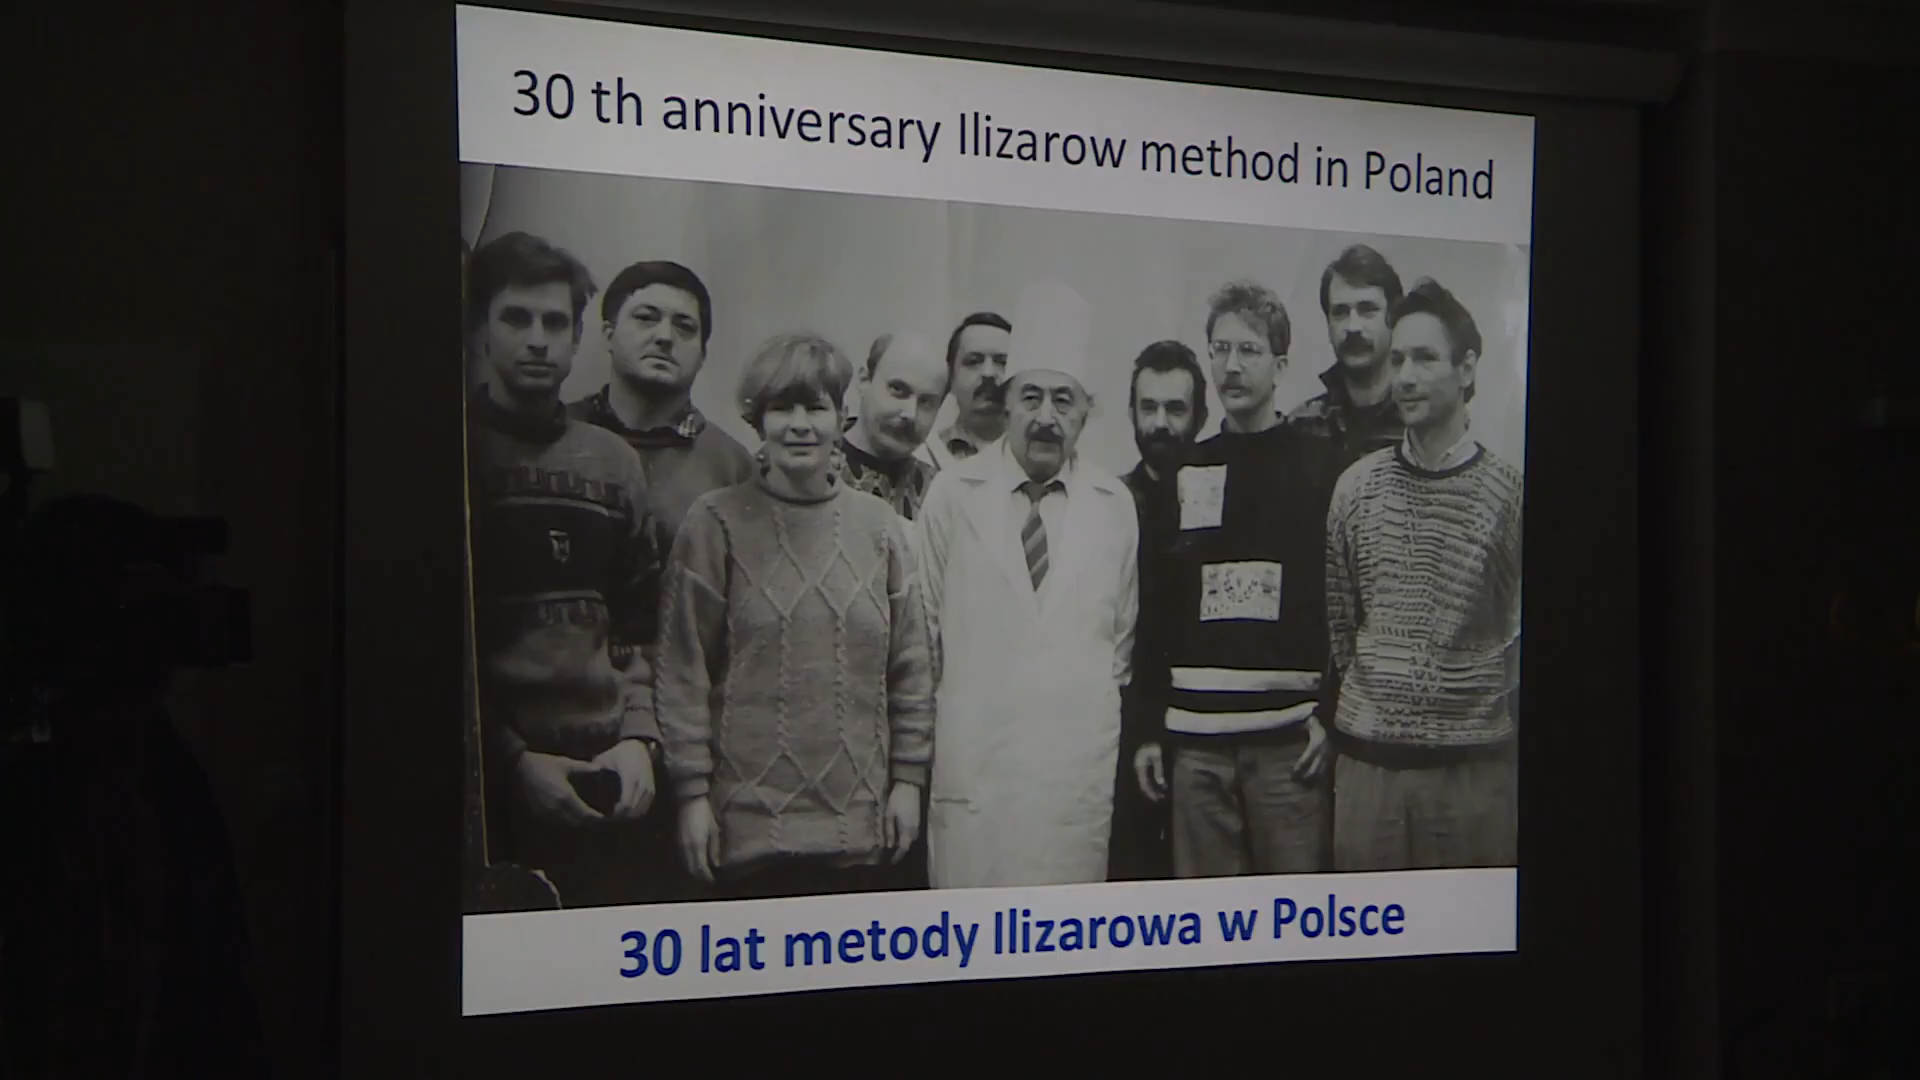 30 th anniversary Ilizarow method in Poland
30 lat metody Ilizarowa w Polsce